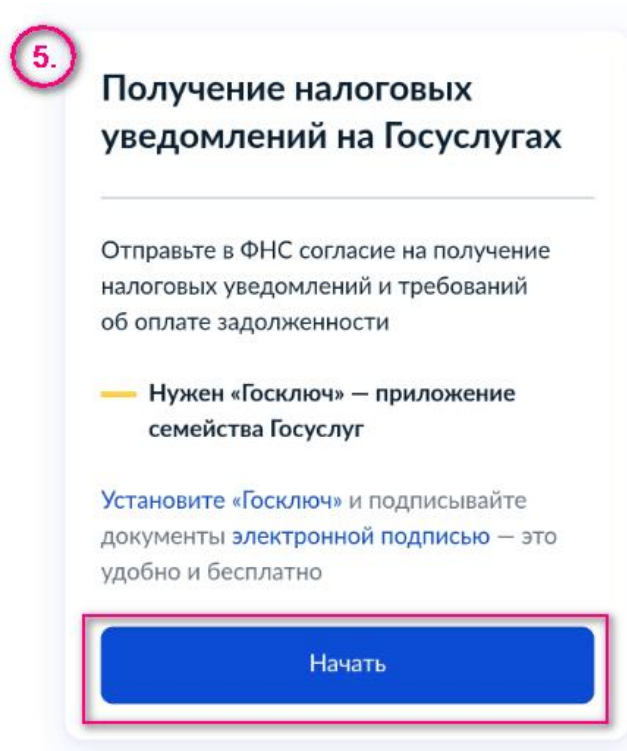 5.
Получение налоговых
уведомлений на Госуслугах
Отправьте в ФНС согласие на получение
налоговых уведомлений и требований
об оплате задолженности
— Нужен «Госключ» — приложение
семейства Госуслуг
Установите «Госключ» и подписывайте
документы электронной подписью — это
удобно и бесплатно
Начать